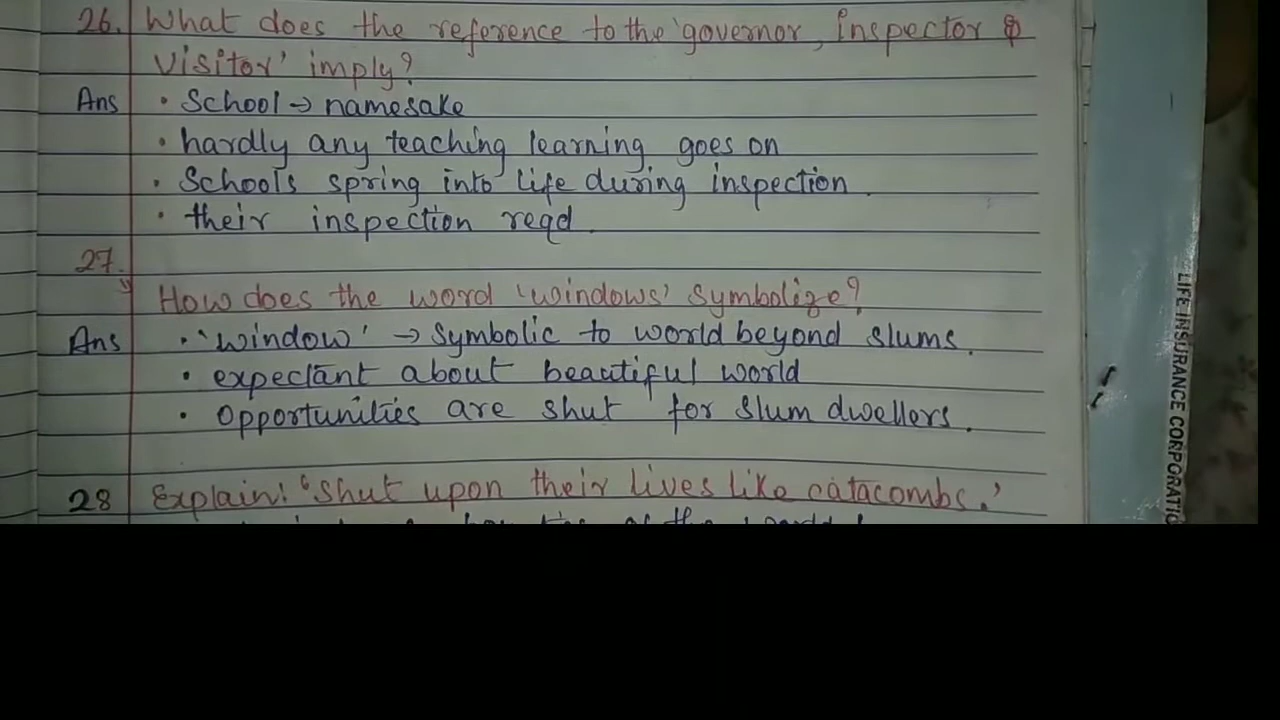 26. What does the reference to the 'governor, inspector &
visitor' imply?
Ans • School → namesake
• hardly any teaching learning goes on
• Schools spring into life during inspection.
• their inspection reqd.
27.
How does the word 'windows' symbolize?
Ans • 'window' → Symbolic to world beyond slums.
• expectant about beautiful world
• Opportunities are shut for slum dwellers.
28 Explain: 'shut upon their lives like catacombs.'
LIFE INSURANCE CORPORATIO